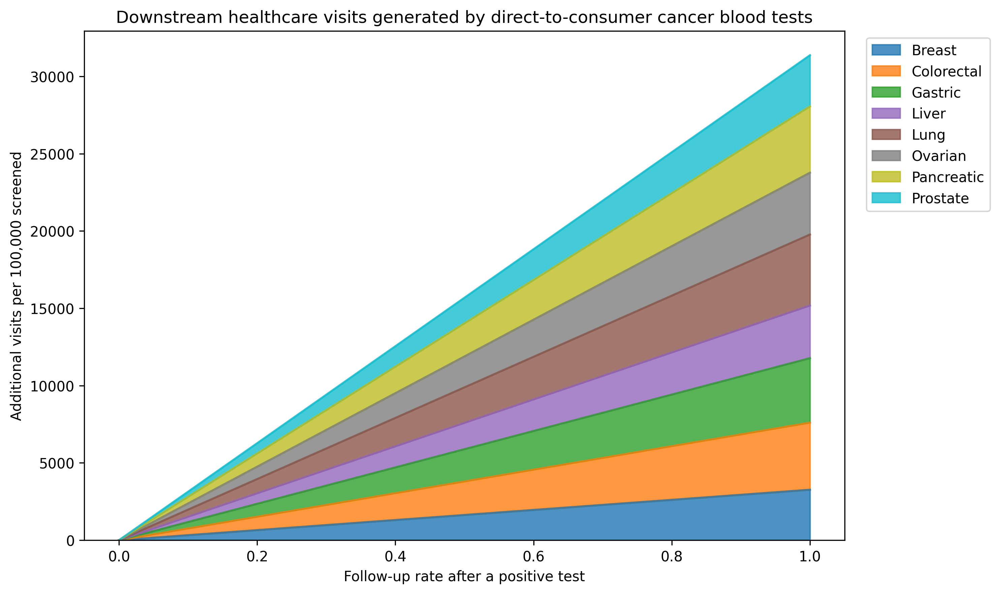 Downstream healthcare visits generated by direct-to-consumer cancer blood tests
Additional visits per 100,000 screened
30000
25000
20000
15000
10000
5000
0
0.0 0.2 0.4 0.6 0.8 1.0
Follow-up rate after a positive test
Breast
Colorectal
Gastric
Liver
Lung
Ovarian
Pancreatic
Prostate